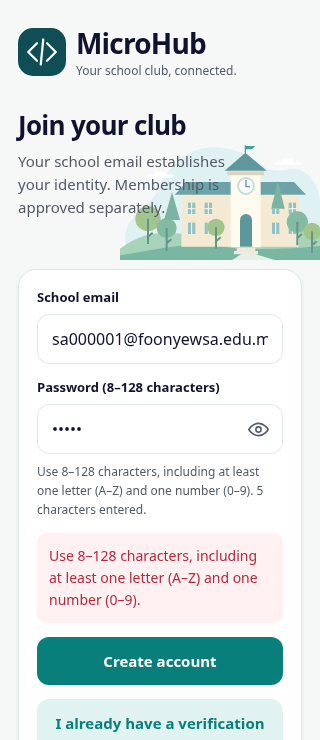 MicroHub
Your school club, connected.
Join your club
Your school email establishes
your identity. Membership is
approved separately.
School email
sa000001@foonyewsa.edu.m
Password (8–128 characters)
•••••
Use 8–128 characters, including at least
one letter (A–Z) and one number (0–9). 5
characters entered.
Use 8–128 characters, including
at least one letter (A–Z) and one
number (0–9).
Create account
I already have a verification